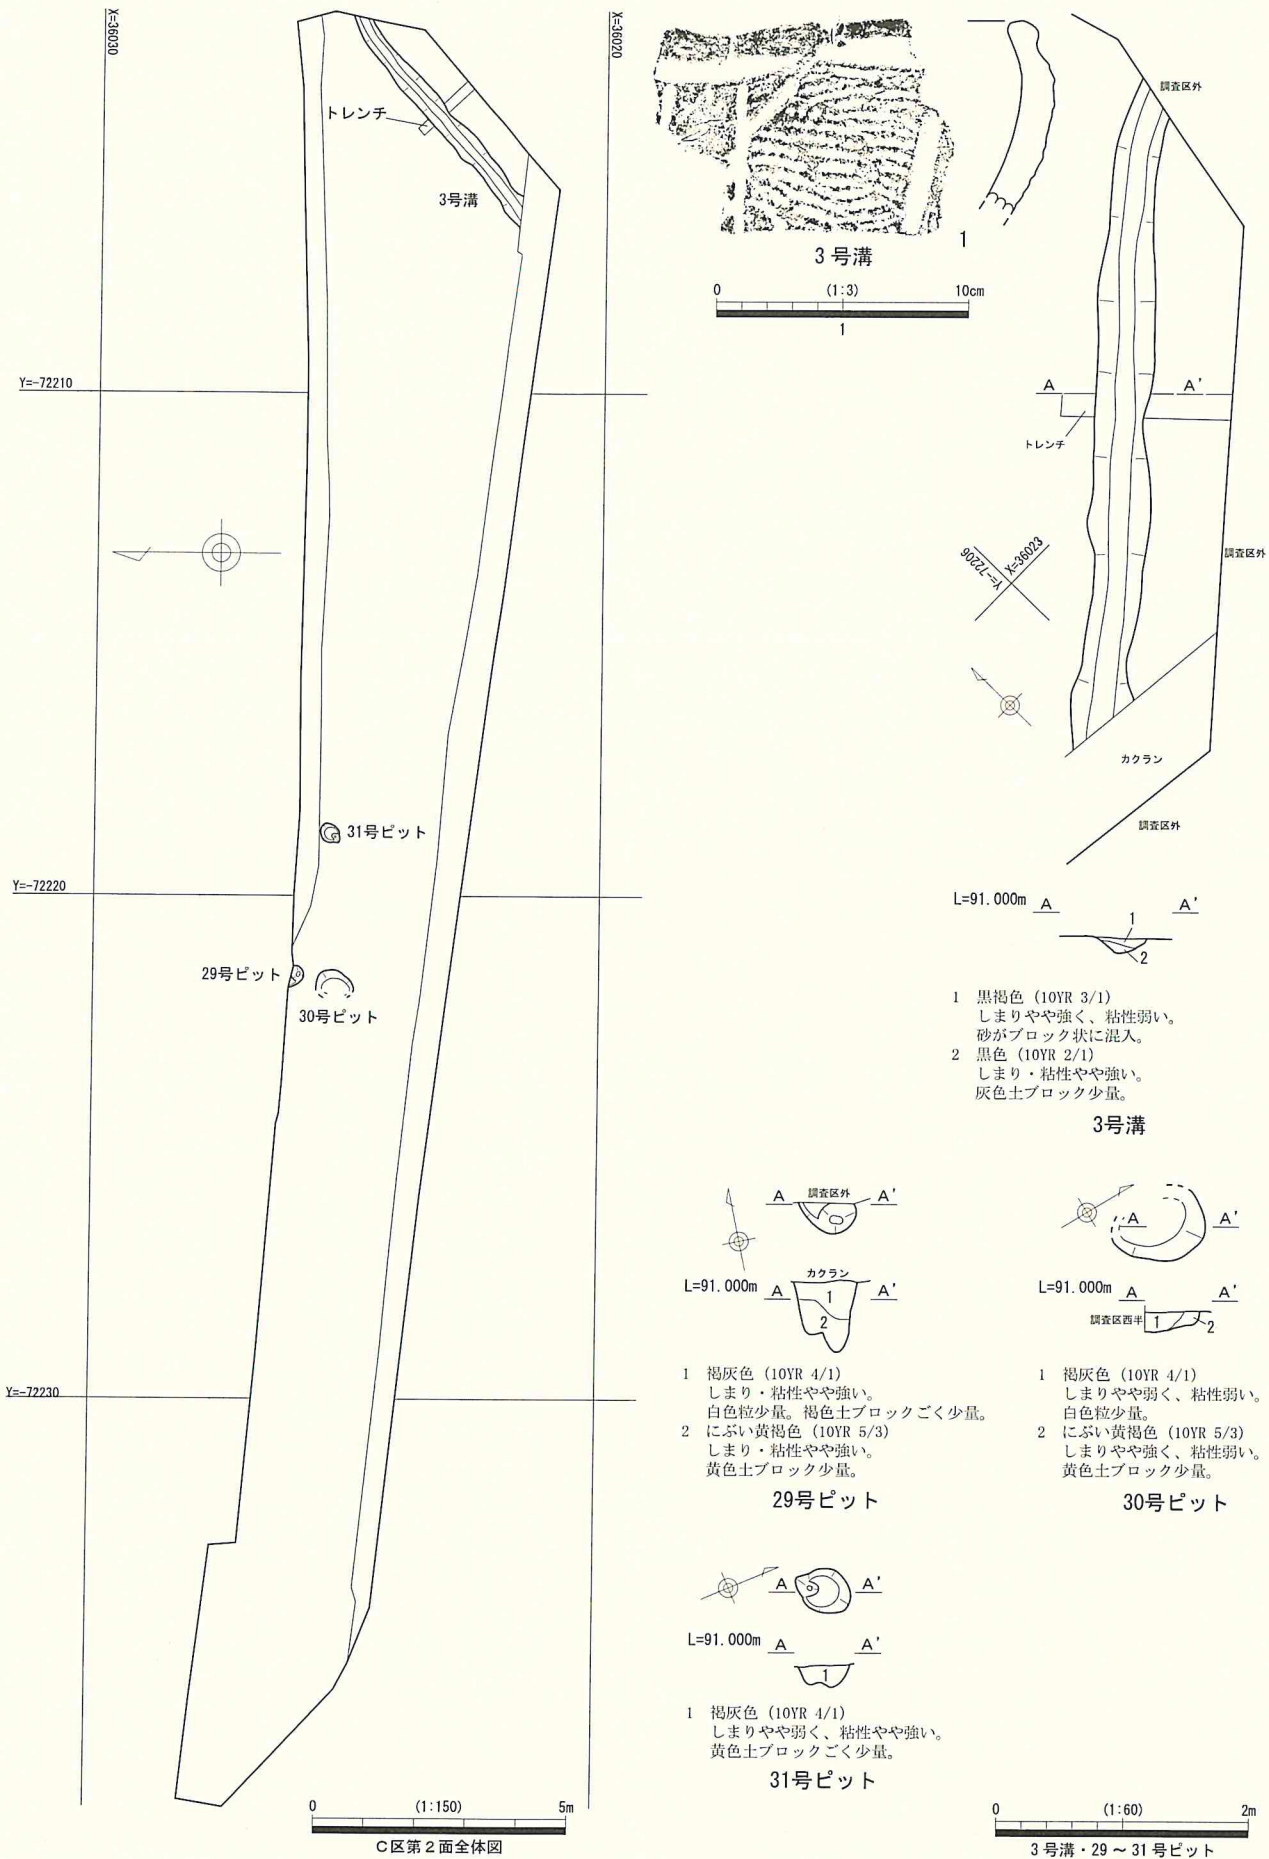 X=36030
X=36020
トレンチ
3号溝
Y=-72210
31号ピット
Y=-72220
29号ピット
30号ピット
Y=-72230
0 (1:150) 5m
C区第2面全体図
1
3号溝
0 (1:3) 10cm
1
調査区外
A A'
トレンチ
調査区外
X=36023
Y=-72206
カクラン
調査区外
L=91.000m A A'
1
2
1 黒褐色 (10YR 3/1)
しまりやや強く、粘性弱い。
砂がブロック状に混入。
2 黒色 (10YR 2/1)
しまり・粘性やや強い。
灰色土ブロック少量。
3号溝
A 調査区外 A'
カクラン
L=91.000m A A'
1
2
1 褐灰色 (10YR 4/1)
しまり・粘性やや強い。
白色粒少量。褐色土ブロックごく少量。
2 にぶい黄褐色 (10YR 5/3)
しまり・粘性やや強い。
黄色土ブロック少量。
29号ピット
A A'
L=91.000m A A'
調査区西半 1 2
1 褐灰色 (10YR 4/1)
しまりやや弱く、粘性弱い。
白色粒少量。
2 にぶい黄褐色 (10YR 5/3)
しまりやや強く、粘性弱い。
黄色土ブロック少量。
30号ピット
A A'
L=91.000m A A'
1
1 褐灰色 (10YR 4/1)
しまりやや弱く、粘性やや強い。
黄色土ブロックごく少量。
31号ピット
0 (1:60) 2m
3号溝・29～31号ピット